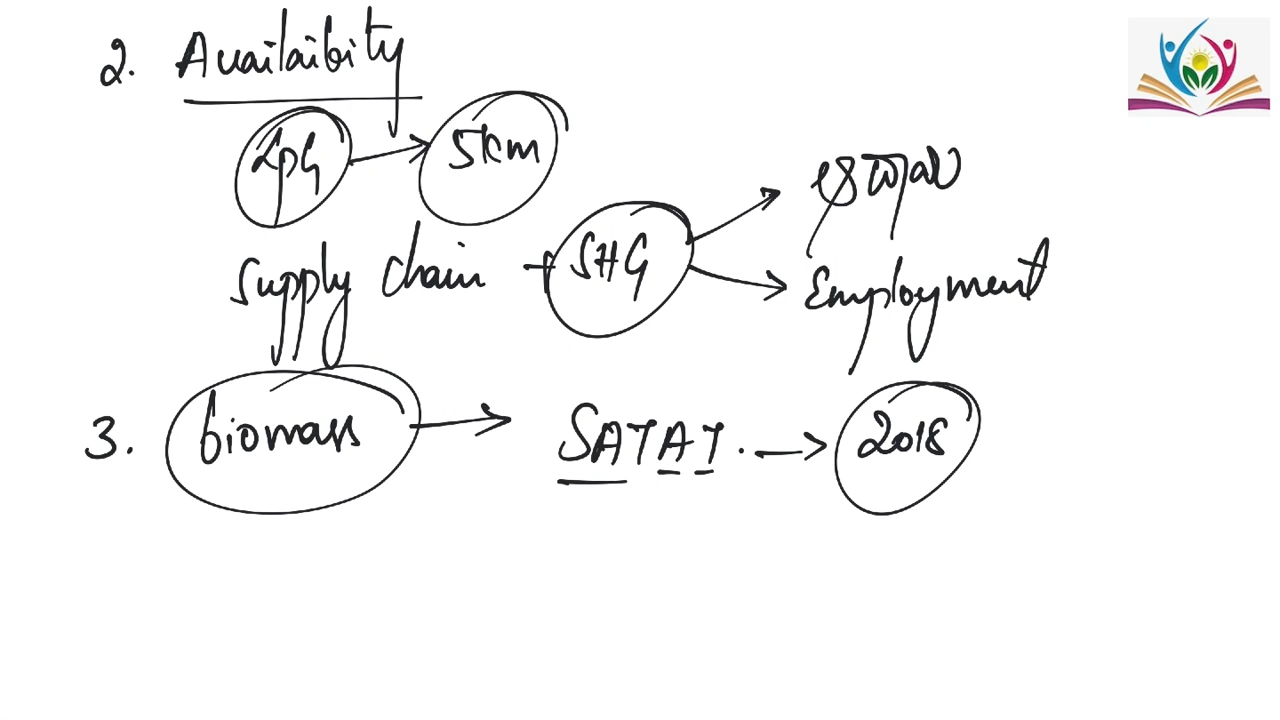 2. Availaibity
LPG → 5km
Supply chain + SHG →
→ Employment
3. biomass → SATAT. → 2018